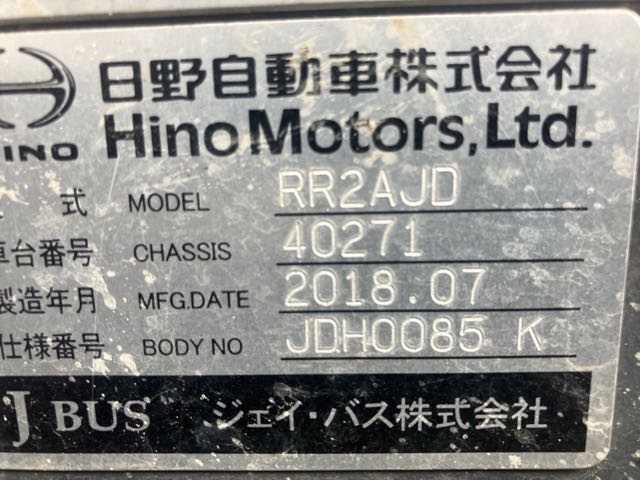 日野自動車株式会社
HINO Hino Motors, Ltd.
式 MODEL RR2AJD
車台番号 CHASSIS 40271
製造年月 MFG.DATE 2018.07
仕様番号 BODY NO JDH0085 K
J BUS ジェイ・バス株式会社